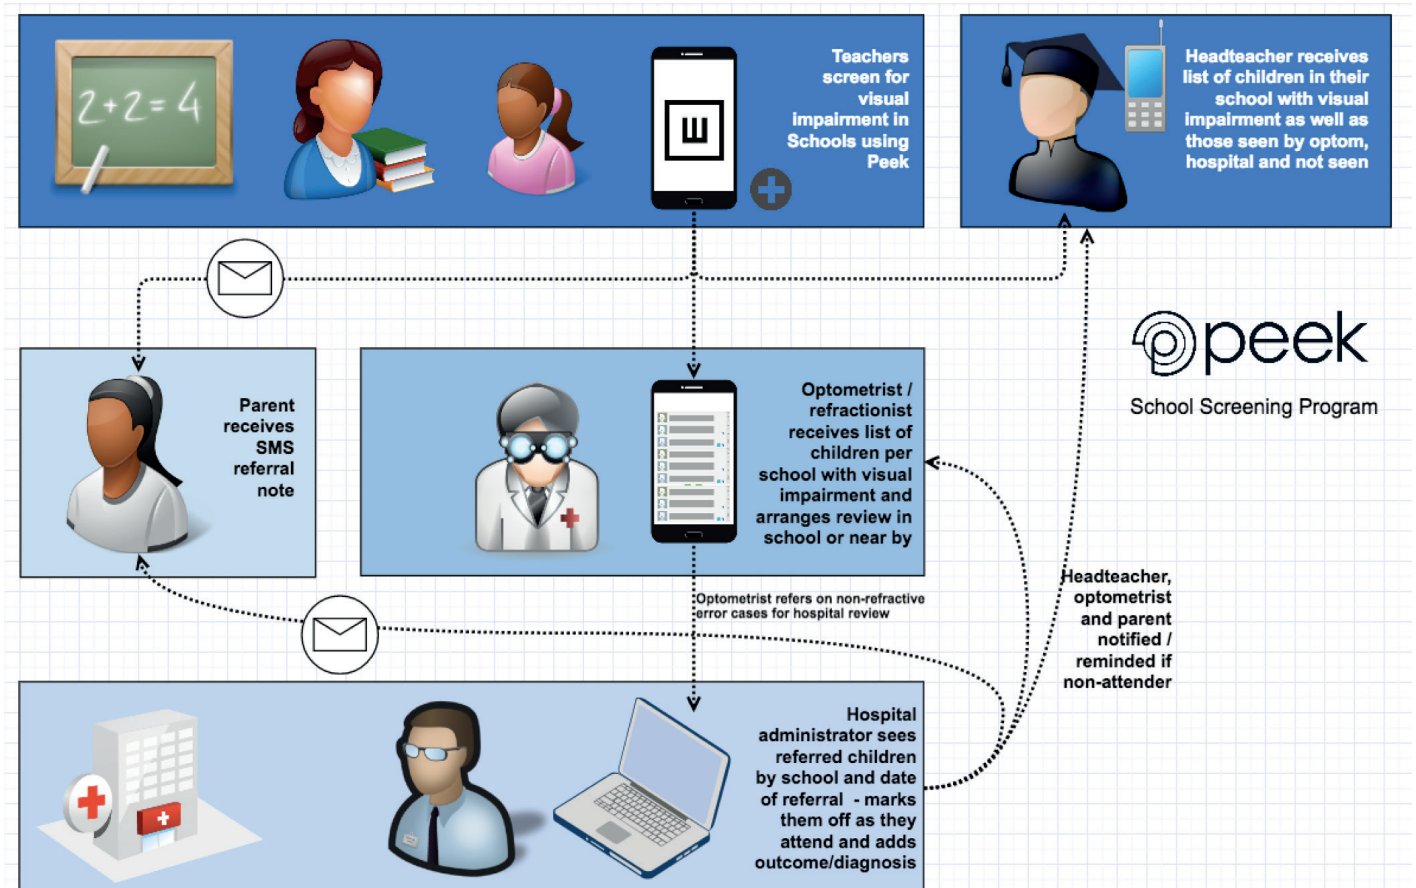 2+2=4
Teachers
screen for
visual
impairment in
Schools using
Peek
E
Headteacher receives
list of children in their
school with visual
impairment as well as
those seen by optom,
hospital and not seen
peek
School Screening Program
Parent
receives
SMS
referral
note
Optometrist /
refractionist
receives list of
children per
school with visual
impairment and
arranges review in
school or near by
Optometrist refers on non-refractive
error cases for hospital review
Headteacher,
optometrist
and parent
notified /
reminded if
non-attender
Hospital
administrator sees
referred children
by school and date
of referral - marks
them off as they
attend and adds
outcome/diagnosis